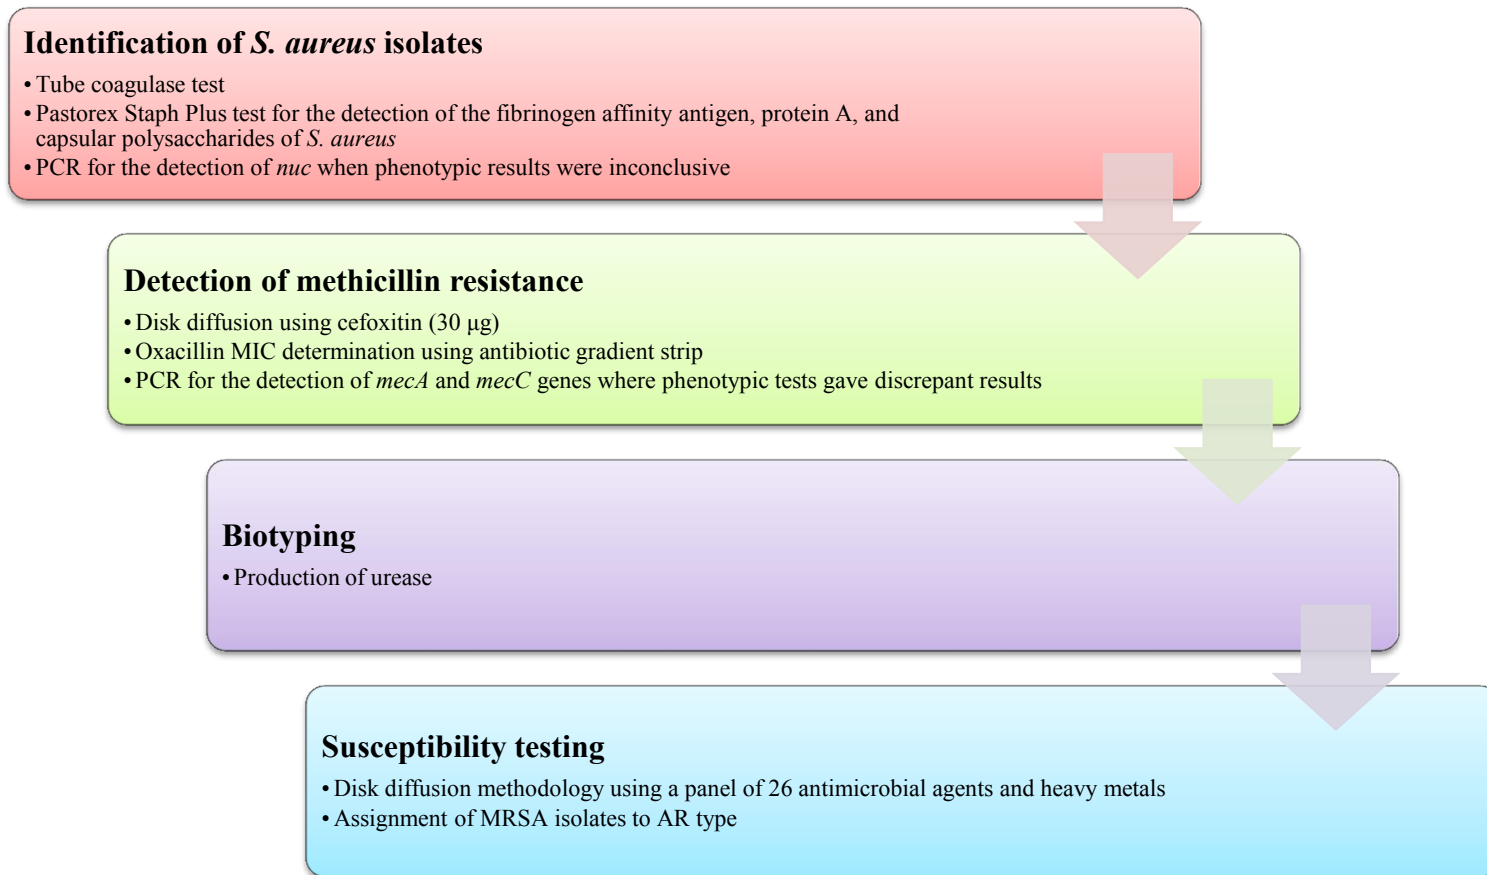 Identification of S. aureus isolates
• Tube coagulase test
• Pastorex Staph Plus test for the detection of the fibrinogen affinity antigen, protein A, and
capsular polysaccharides of S. aureus
• PCR for the detection of nuc when phenotypic results were inconclusive
Detection of methicillin resistance
• Disk diffusion using cefoxitin (30 µg)
• Oxacillin MIC determination using antibiotic gradient strip
• PCR for the detection of mecA and mecC genes where phenotypic tests gave discrepant results
Biotyping
• Production of urease
Susceptibility testing
• Disk diffusion methodology using a panel of 26 antimicrobial agents and heavy metals
• Assignment of MRSA isolates to AR type